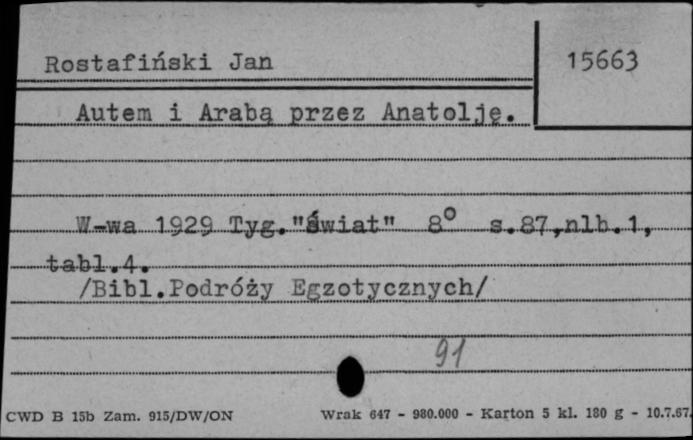 Rostafiński Jan
15663
Autem i Arabą przez Anatolję.
W-wa 1929 Tyg."Świat" 8° s.87,nlb.1,
tabl.4.
/Bibl.Podróży Egzotycznych/
91
CWD B 15b Zam. 915/DW/ON Wrak 647 - 980.000 - Karton 5 kl. 180 g - 10.7.67.